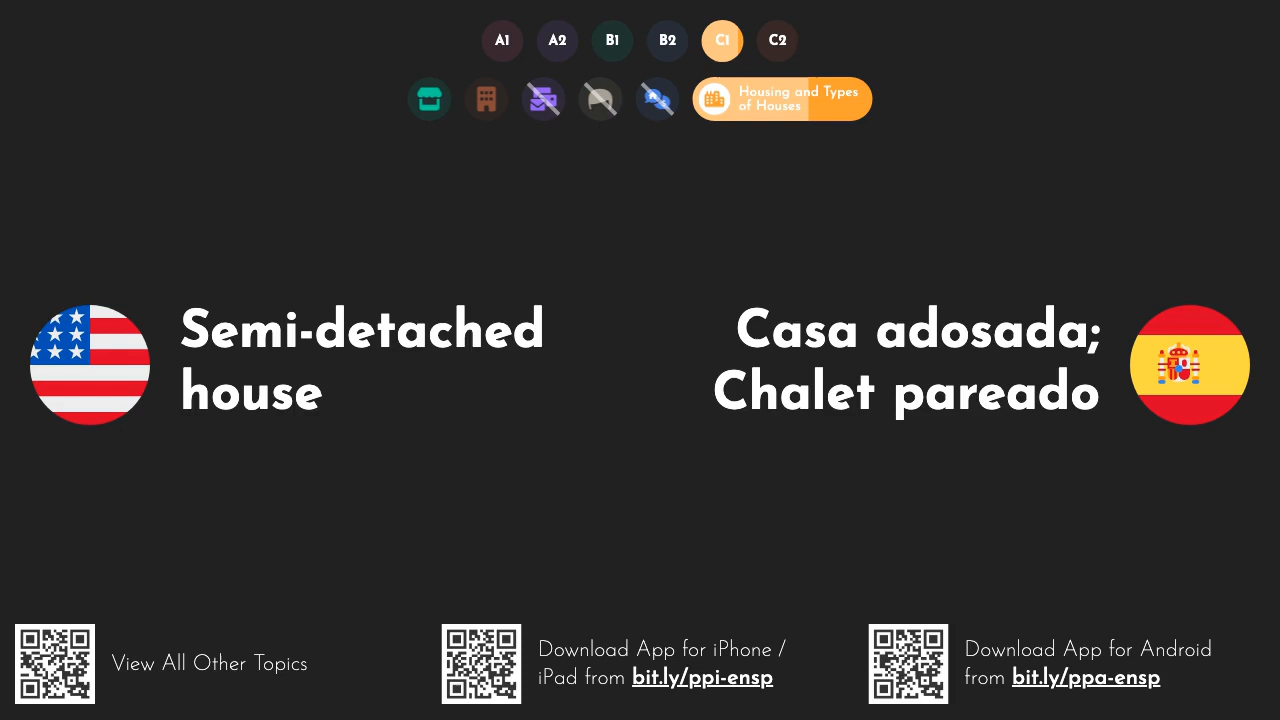 A1 A2 B1 B2 C1 C2
Housing and Types
of Houses
Semi-detached
house
Casa adosada;
Chalet pareado
View All Other Topics
Download App for iPhone /
iPad from bit.ly/ppi-ensp
Download App for Android
from bit.ly/ppa-ensp